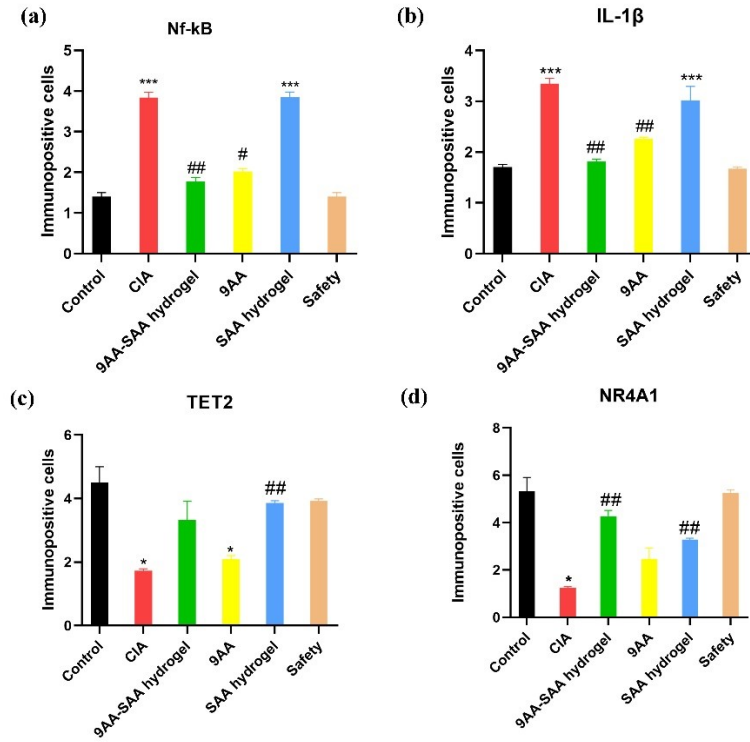 (a)
Nf-kB
Immunopositive cells
5
4
3
2
1
0
***
##
#
***
Control
CIA
9AA-SAA hydrogel
9AA
SAA hydrogel
Safety
(b)
IL-1β
Immunopositive cells
4
3
2
1
0
***
##
##
***
Control
CIA
9AA-SAA hydrogel
9AA
SAA hydrogel
Safety
(c)
TET2
Immunopositive cells
6
4
2
0
*
*
##
Control
CIA
9AA-SAA hydrogel
9AA
SAA hydrogel
Safety
(d)
NR4A1
Immunopositive cells
8
6
4
2
0
*
##
##
Control
CIA
9AA-SAA hydrogel
9AA
SAA hydrogel
Safety